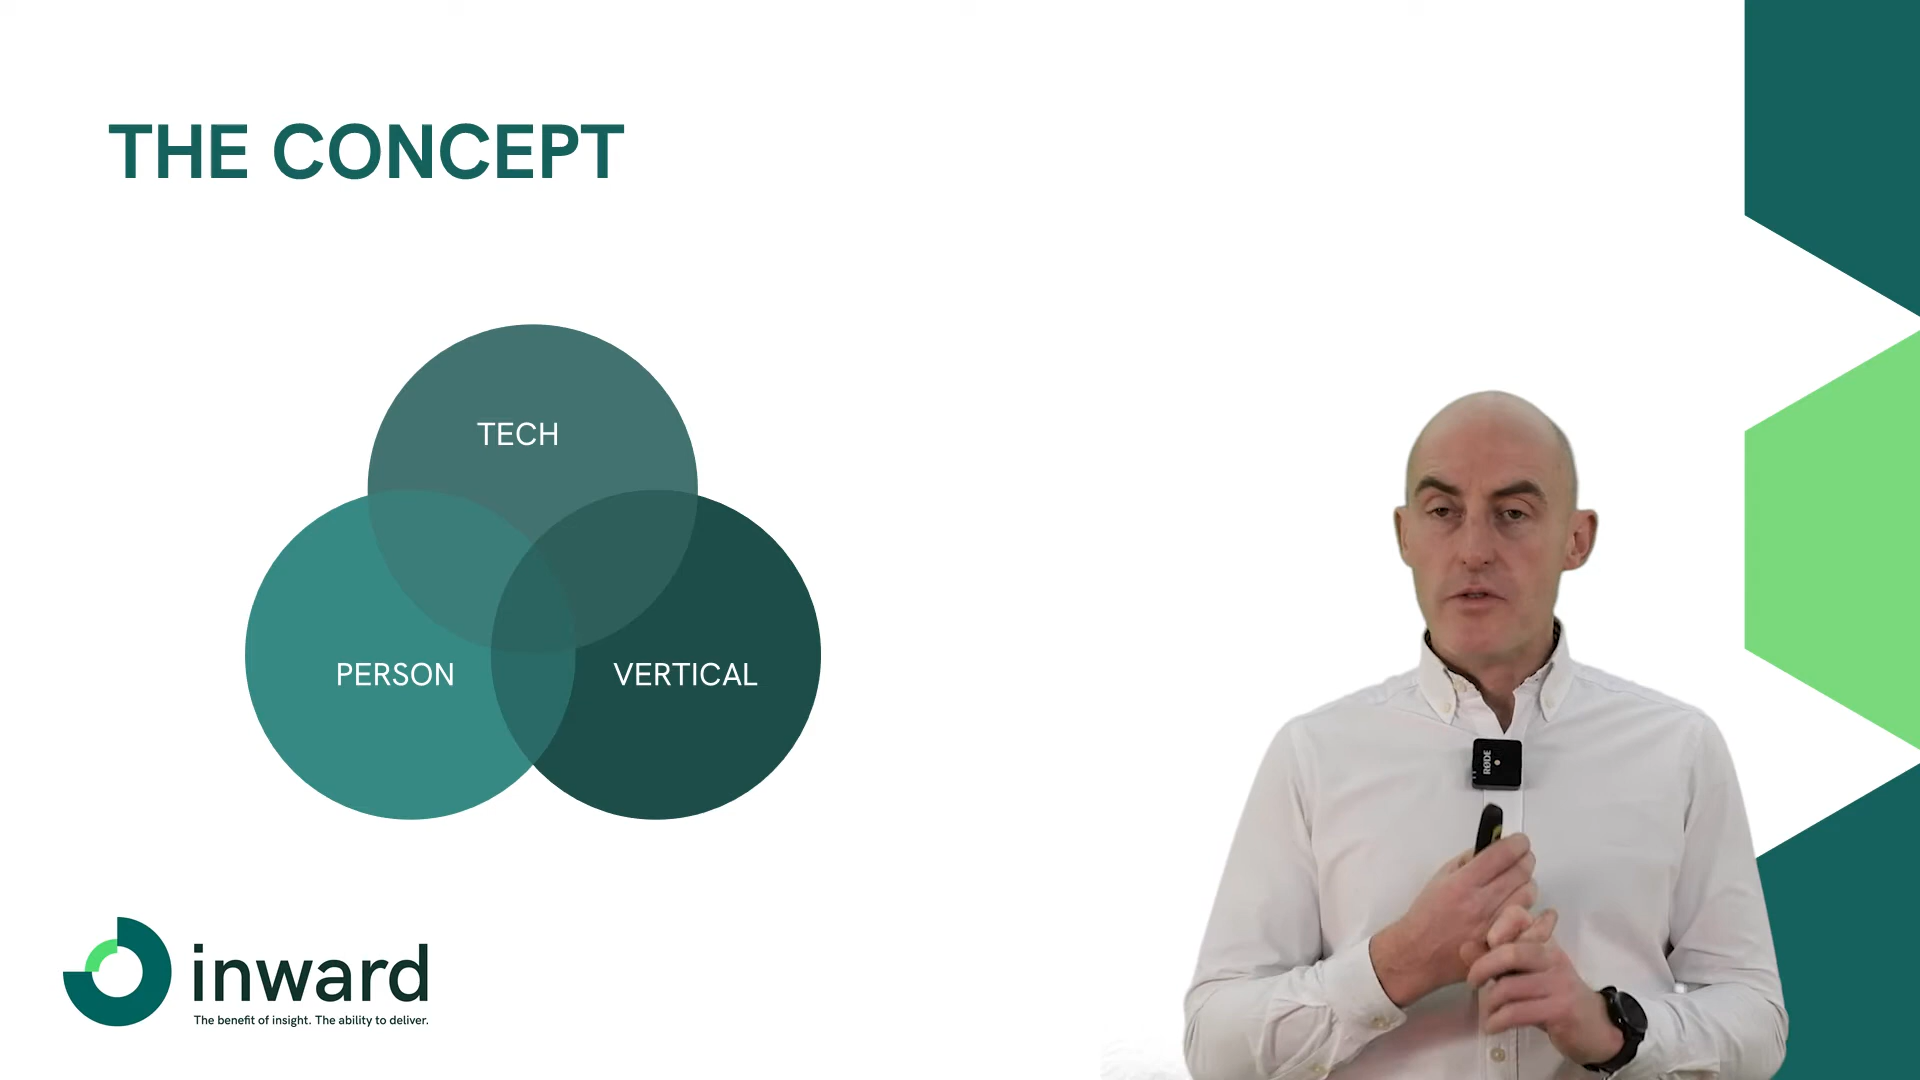 THE CONCEPT
TECH
PERSON
VERTICAL
RØDE
inward
The benefit of insight. The ability to deliver.